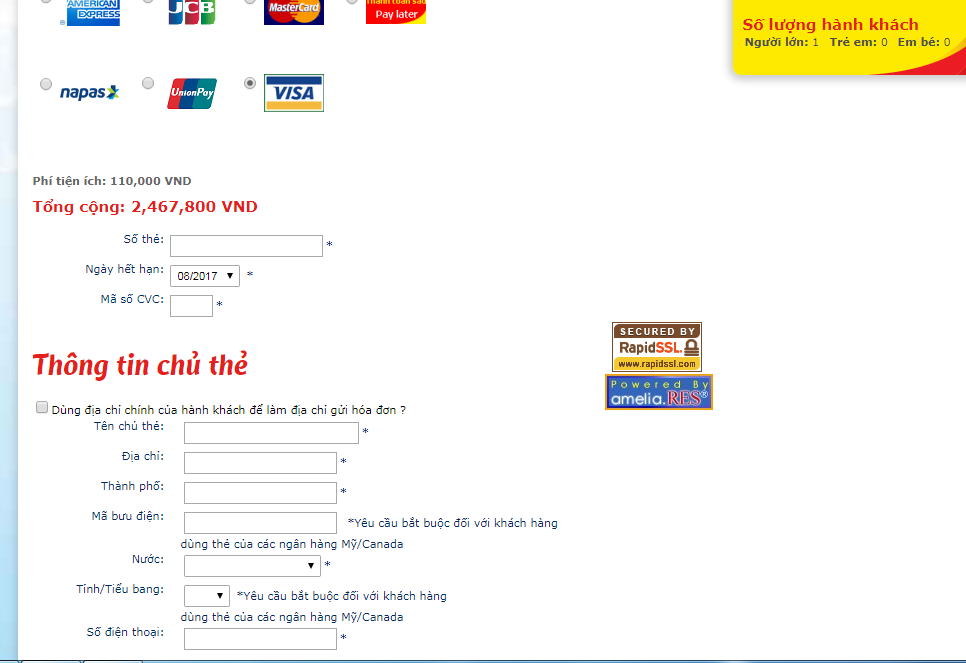 AMERICAN
EXPRESS
JCB
MasterCard
Thanh toán sau
Pay later
Số lượng hành khách
Người lớn: 1 Trẻ em: 0 Em bé: 0
napas
UnionPay
VISA
Phí tiện ích: 110,000 VND
Tổng cộng: 2,467,800 VND
Số thẻ: *
Ngày hết hạn: 08/2017 *
Mã số CVC: *
SECURED BY
RapidSSL.
www.rapidssl.com
Powered By
amelia.RES®
Thông tin chủ thẻ
Dùng địa chỉ chính của hành khách để làm địa chỉ gửi hóa đơn ?
Tên chủ thẻ: *
Địa chỉ: *
Thành phố: *
Mã bưu điện: *Yêu cầu bắt buộc đối với khách hàng
dùng thẻ của các ngân hàng Mỹ/Canada
Nước: *
Tỉnh/Tiểu bang: *Yêu cầu bắt buộc đối với khách hàng
dùng thẻ của các ngân hàng Mỹ/Canada
Số điện thoại: *